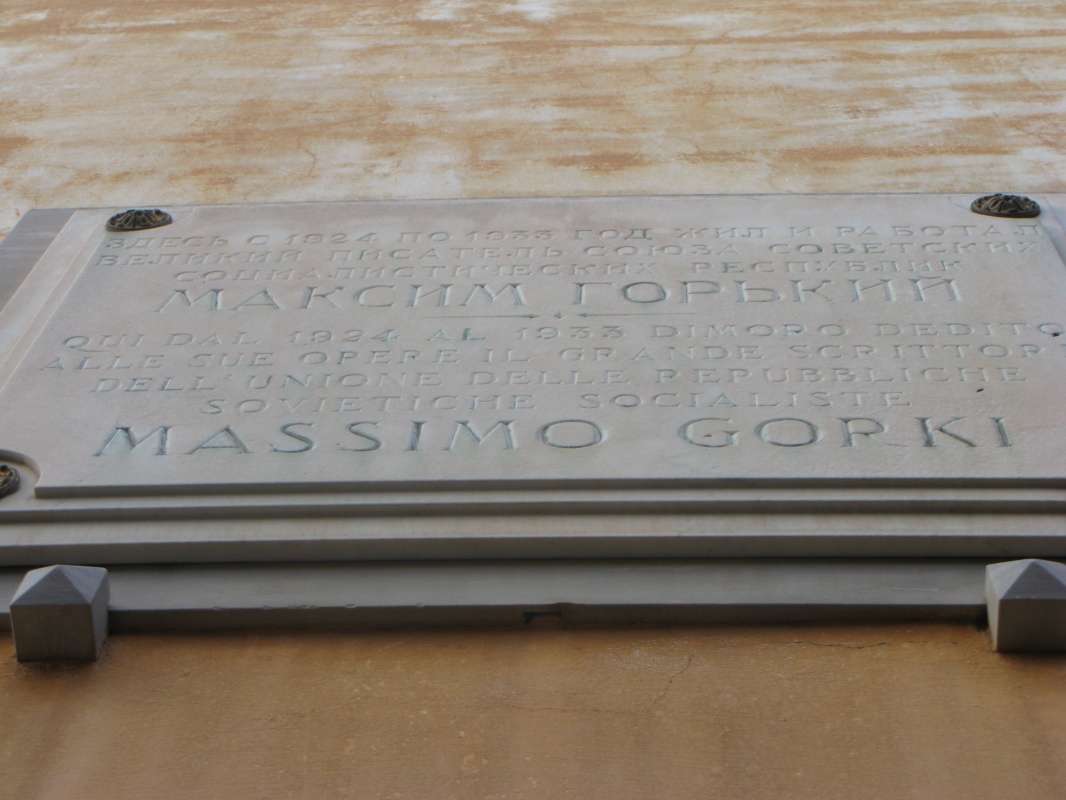 ЗДЕСЬ С 1924 ПО 1933 ГОД ЖИЛ И РАБОТАЛ
ВЕЛИКИЙ ПИСАТЕЛЬ СОЮЗА СОВЕТСКИХ
СОЦИАЛИСТИЧЕСКИХ РЕСПУБЛИК
МАКСИМ ГОРЬКИЙ
QUI DAL 1924 AL 1933 DIMORO DEDITO
ALLE SUE OPERE IL GRANDE SCRITTOR
DELL'UNIONE DELLE REPUBBLICHE
SOVIETICHE SOCIALISTE
MASSIMO GORKI